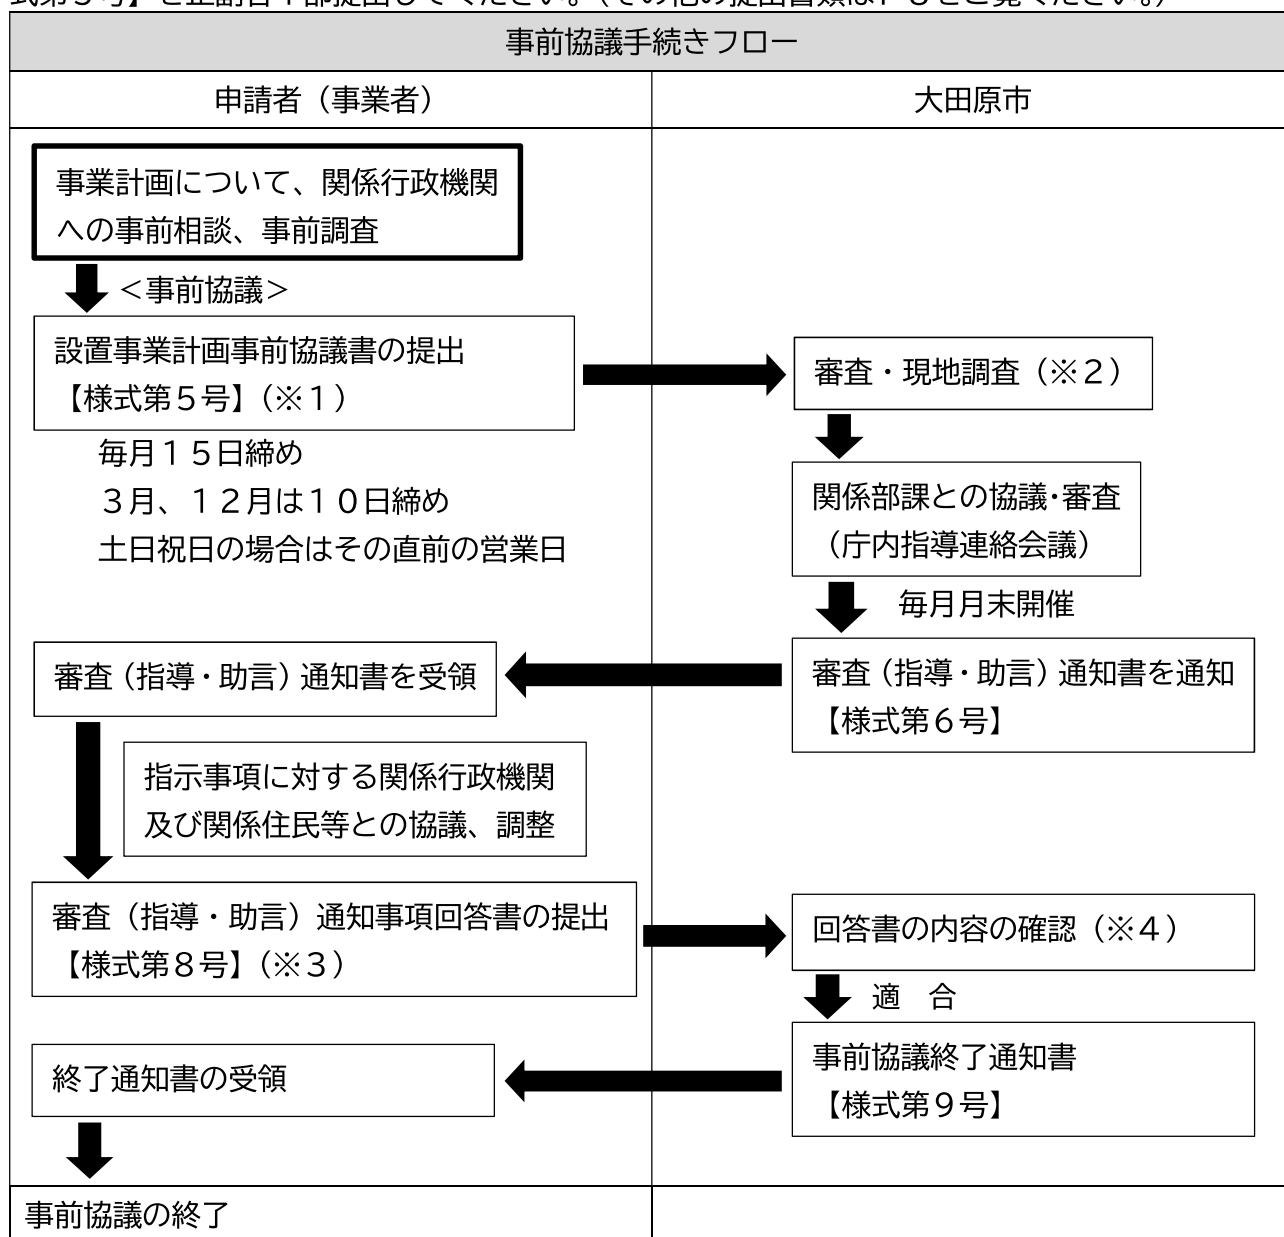 事前協議手続きフロー
申請者（事業者）
大田原市
事業計画について、関係行政機関
への事前相談、事前調査
＜事前協議＞
設置事業計画事前協議書の提出
【様式第５号】（※１）
毎月１５日締め
３月、１２月は１０日締め
土日祝日の場合はその直前の営業日
審査・現地調査（※２）
関係部課との協議・審査
（庁内指導連絡会議）
毎月月末開催
審査（指導・助言）通知書を通知
【様式第６号】
審査（指導・助言）通知書を受領
指示事項に対する関係行政機関
及び関係住民等との協議、調整
審査（指導・助言）通知事項回答書の提出
【様式第８号】（※３）
回答書の内容の確認（※４）
適　合
事前協議終了通知書
【様式第９号】
終了通知書の受領
事前協議の終了